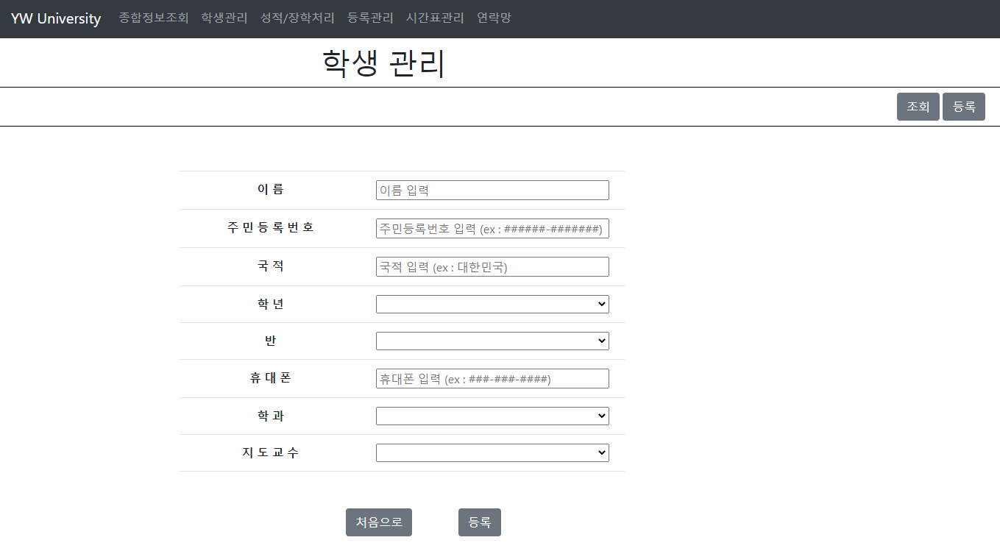 YW University 종합정보조회 학생관리 성적/장학처리 등록관리 시간표관리 연락망
학생 관리
조회 등록
이 름 이름 입력
주 민 등 록 번 호 주민등록번호 입력 (ex : ######-#######)
국 적 국적 입력 (ex : 대한민국)
학 년
반
휴 대 폰 휴대폰 입력 (ex : ###-###-####)
학 과
지 도 교 수
처음으로 등록